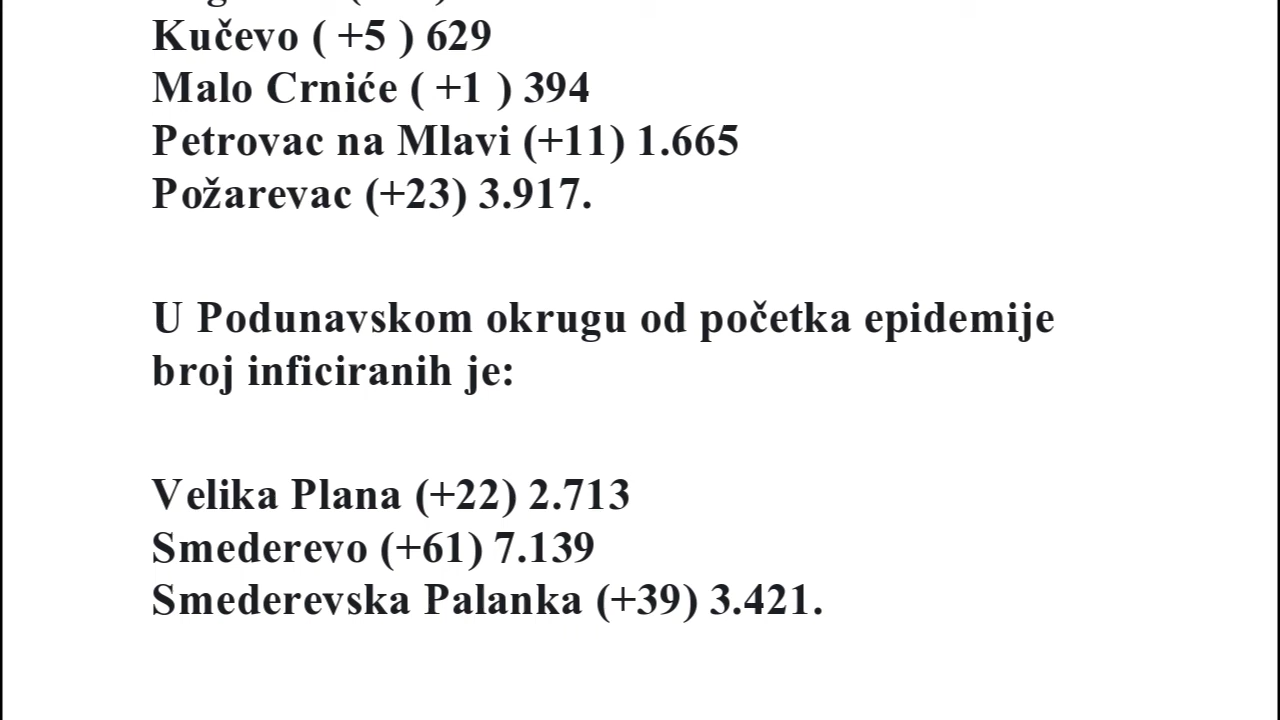 Kučevo ( +5 ) 629
Malo Crniće ( +1 ) 394
Petrovac na Mlavi (+11) 1.665
Požarevac (+23) 3.917.
U Podunavskom okrugu od početka epidemije
broj inficiranih je:
Velika Plana (+22) 2.713
Smederevo (+61) 7.139
Smederevska Palanka (+39) 3.421.